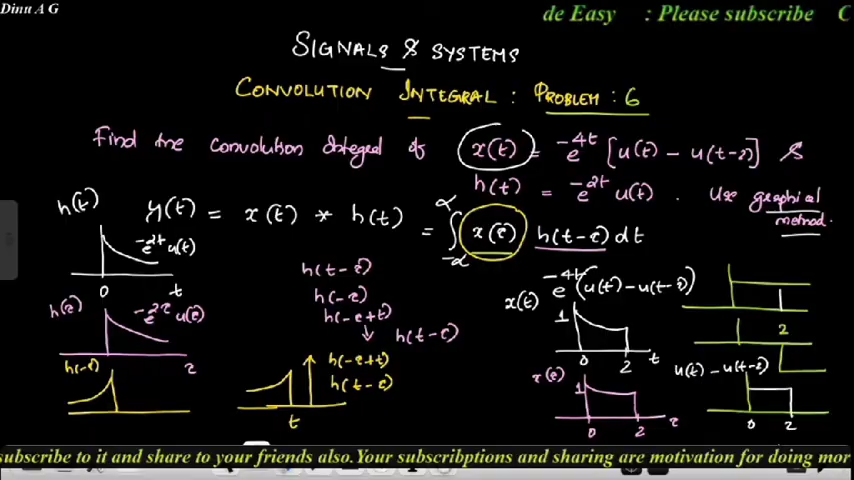 Dinu A G
de Easy : Please subscribe C
SIGNALS & SYSTEMS
CONVOLUTION INTEGRAL : PROBLEM : 6
Find the convolution Integral of x(t) = e^{-4t} [u(t) - u(t-2)] &
h(t) = e^{-2t} u(t) . Use graphical method.
y(t) = x(t) * h(t) = ∫_{-α}^{α} x(τ) h(t-τ) dt
h(t)
e^{-2t} u(t)
0 t
h(τ)
e^{-2τ} u(τ)
τ
h(-τ)
h(t-τ)
h(-τ)
h(-τ+t)
↓ h(t-τ)
h(-τ+t)
h(t-τ)
t
e^{-4t} (u(t) - u(t-2))
x(t)
1
0 2 t
x(τ)
1
0 2 τ
2
u(t) - u(t-2)
0 2
subscribe to it and share to your friends also.Your subscribptions and sharing are motivation for doing mor